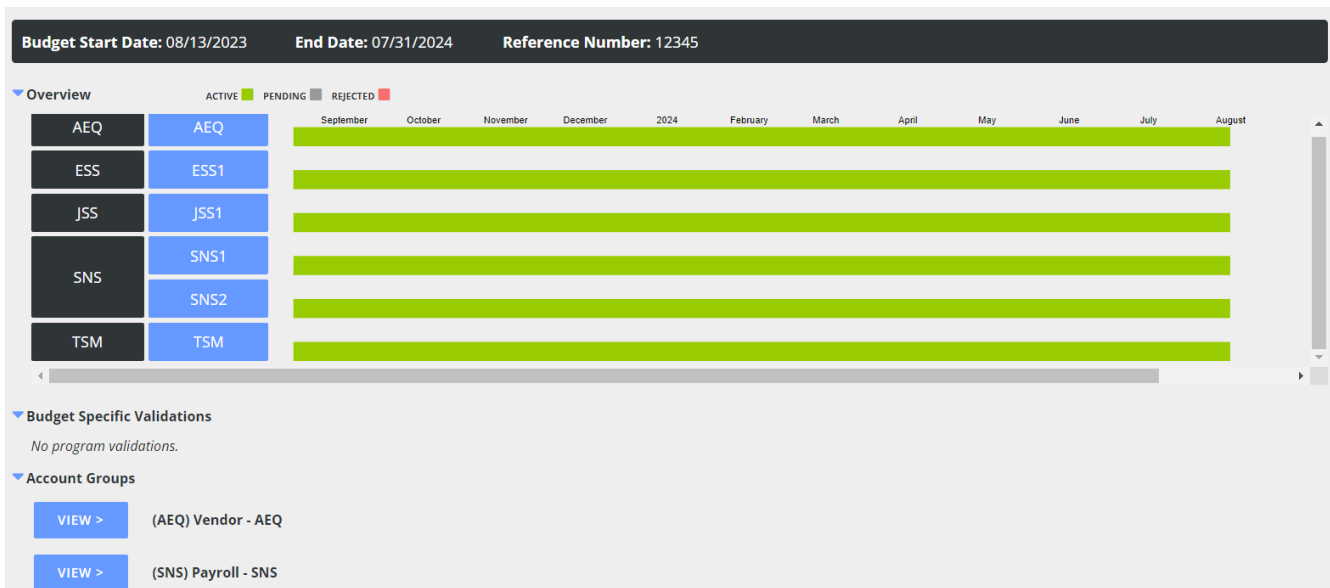 Budget Start Date: 08/13/2023 End Date: 07/31/2024 Reference Number: 12345
Overview ACTIVE PENDING REJECTED
September October November December 2024 February March April May June July August
AEQ AEQ
ESS ESS1
JSS JSS1
SNS SNS1
SNS2
TSM TSM
Budget Specific Validations
No program validations.
Account Groups
VIEW > (AEQ) Vendor - AEQ
VIEW > (SNS) Payroll - SNS